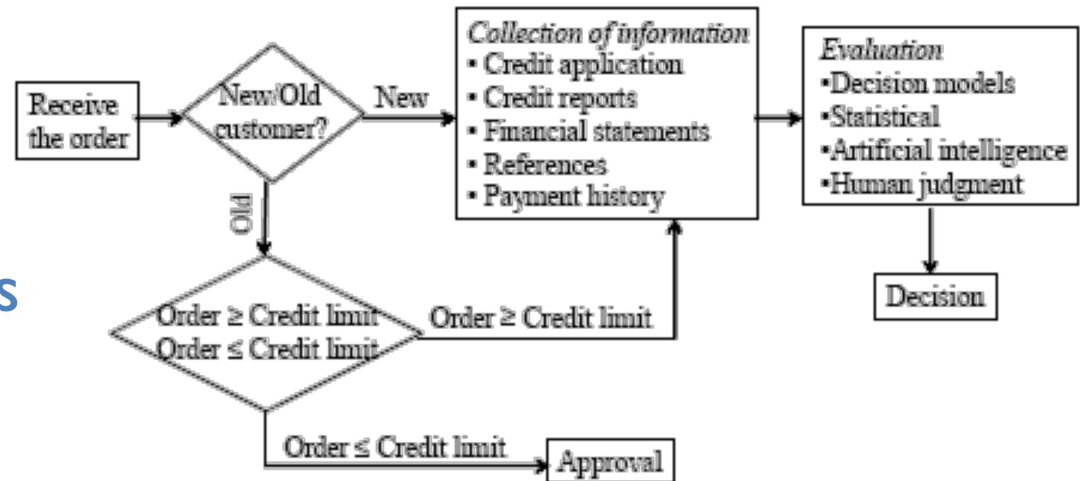 Receive
the order
New/Old
customer?
New
Old
Collection of information
▪ Credit application
▪ Credit reports
▪ Financial statements
▪ References
▪ Payment history
Evaluation
▪Decision models
▪Statistical
▪Artificial intelligence
▪Human judgment
Decision
s
Order ≥ Credit limit
Order ≤ Credit limit
Order ≥ Credit limit
Order ≤ Credit limit
Approval